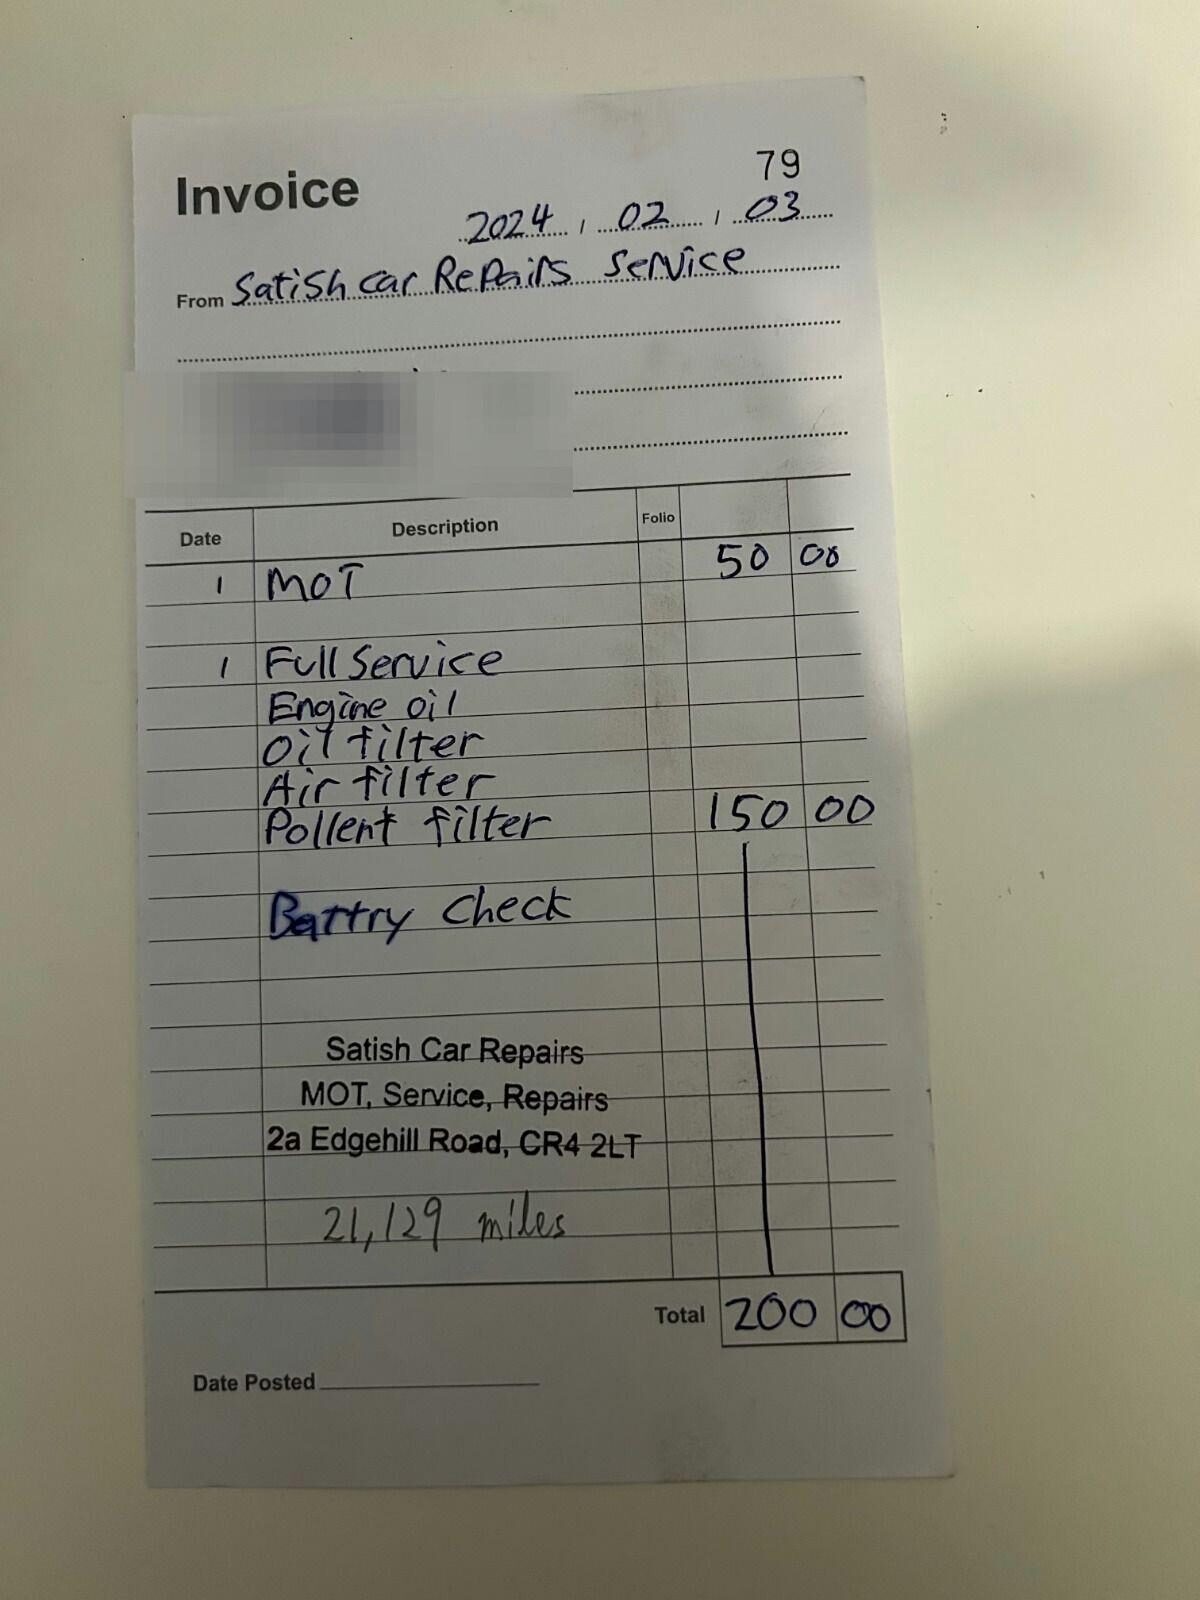 79
Invoice
2024, 02, 03
From Satish car Repairs Service
Date Description Folio
1 MOT 50 00
1 Full Service
Engine oil
Oil filter
Air filter
Pollent filter 150 00
Battry Check
Satish Car Repairs
MOT, Service, Repairs
2a Edgehill Road, CR4 2LT
21,129 miles
Total 200 00
Date Posted